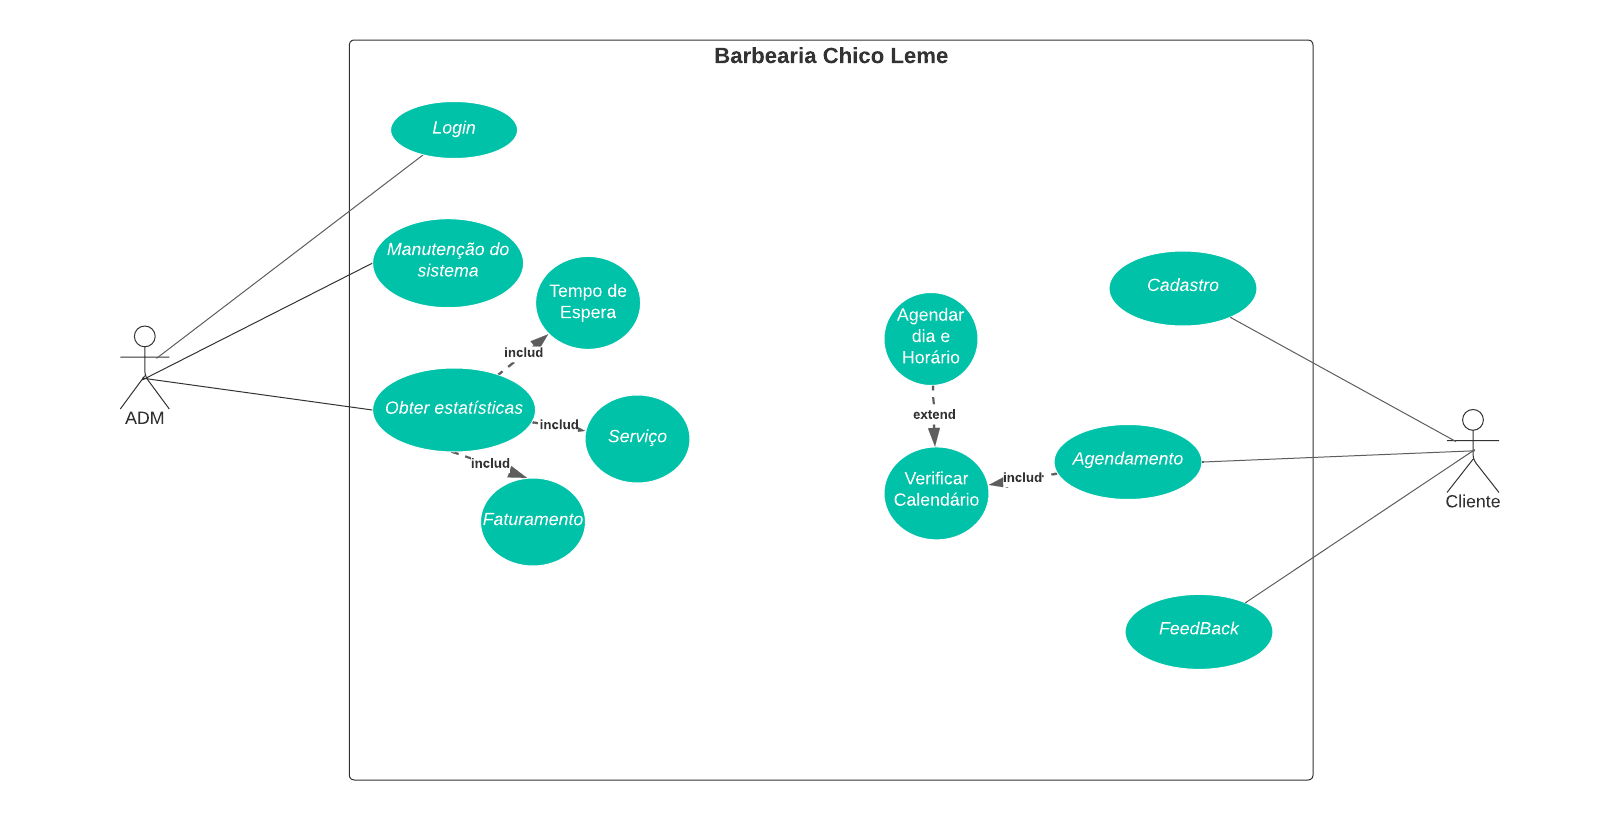 Barbearia Chico Leme
Login
Manutenção do
sistema
Tempo de
Espera
includ
Obter estatísticas
includ
Serviço
includ
Faturamento
ADM
Agendar
dia e
Horário
extend
Verificar
Calendário
includ
Agendamento
Cadastro
FeedBack
Cliente